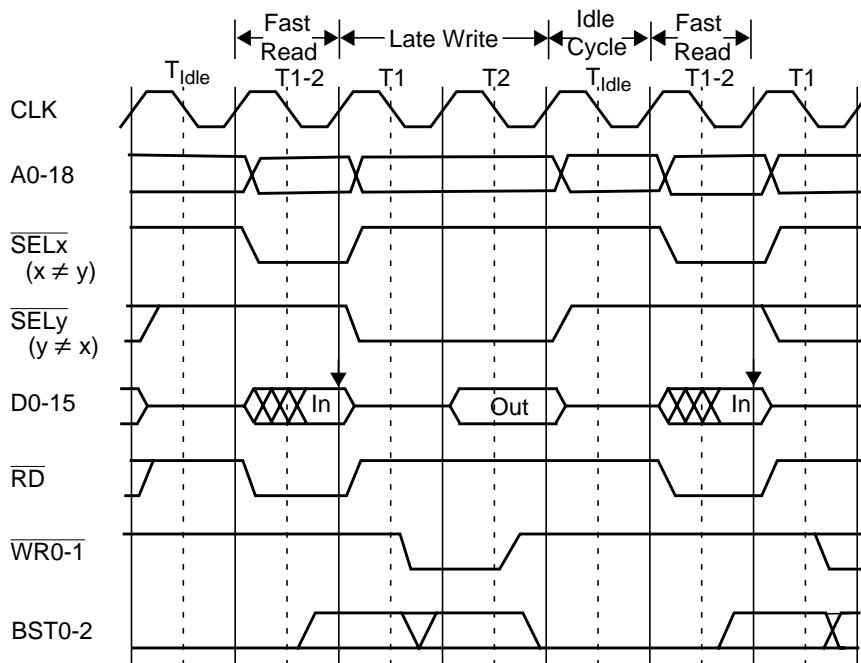 Fast Read
Late Write
Idle Cycle
Fast Read
TIdle
T1-2
T1
T2
TIdle
T1-2
T1
CLK
A0-18
SELx
(x ≠ y)
SELy
(y ≠ x)
D0-15
In
Out
In
RD
WR0-1
BST0-2